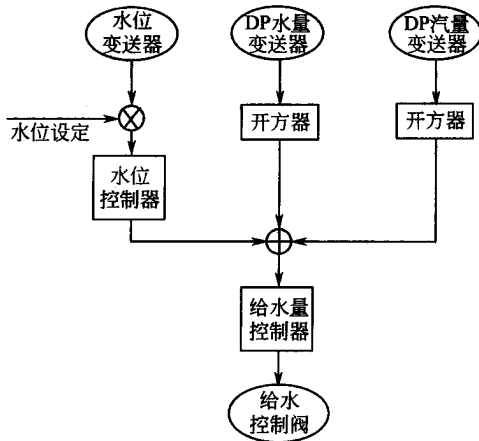 水位
变送器
DP水量
变送器
DP汽量
变送器
水位设定
开方器
开方器
水位
控制器
给水量
控制器
给水
控制阀